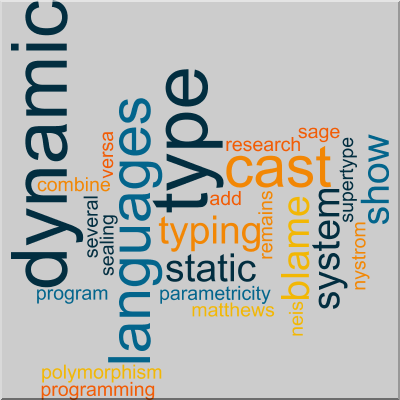 dynamic
type
sage
research
versa
languages
cast
show
supertype
combine
add
system
blame
remains
several
sealing
typing
nystrom
static
program
parametricity
matthews
neis
polymorphism
programming